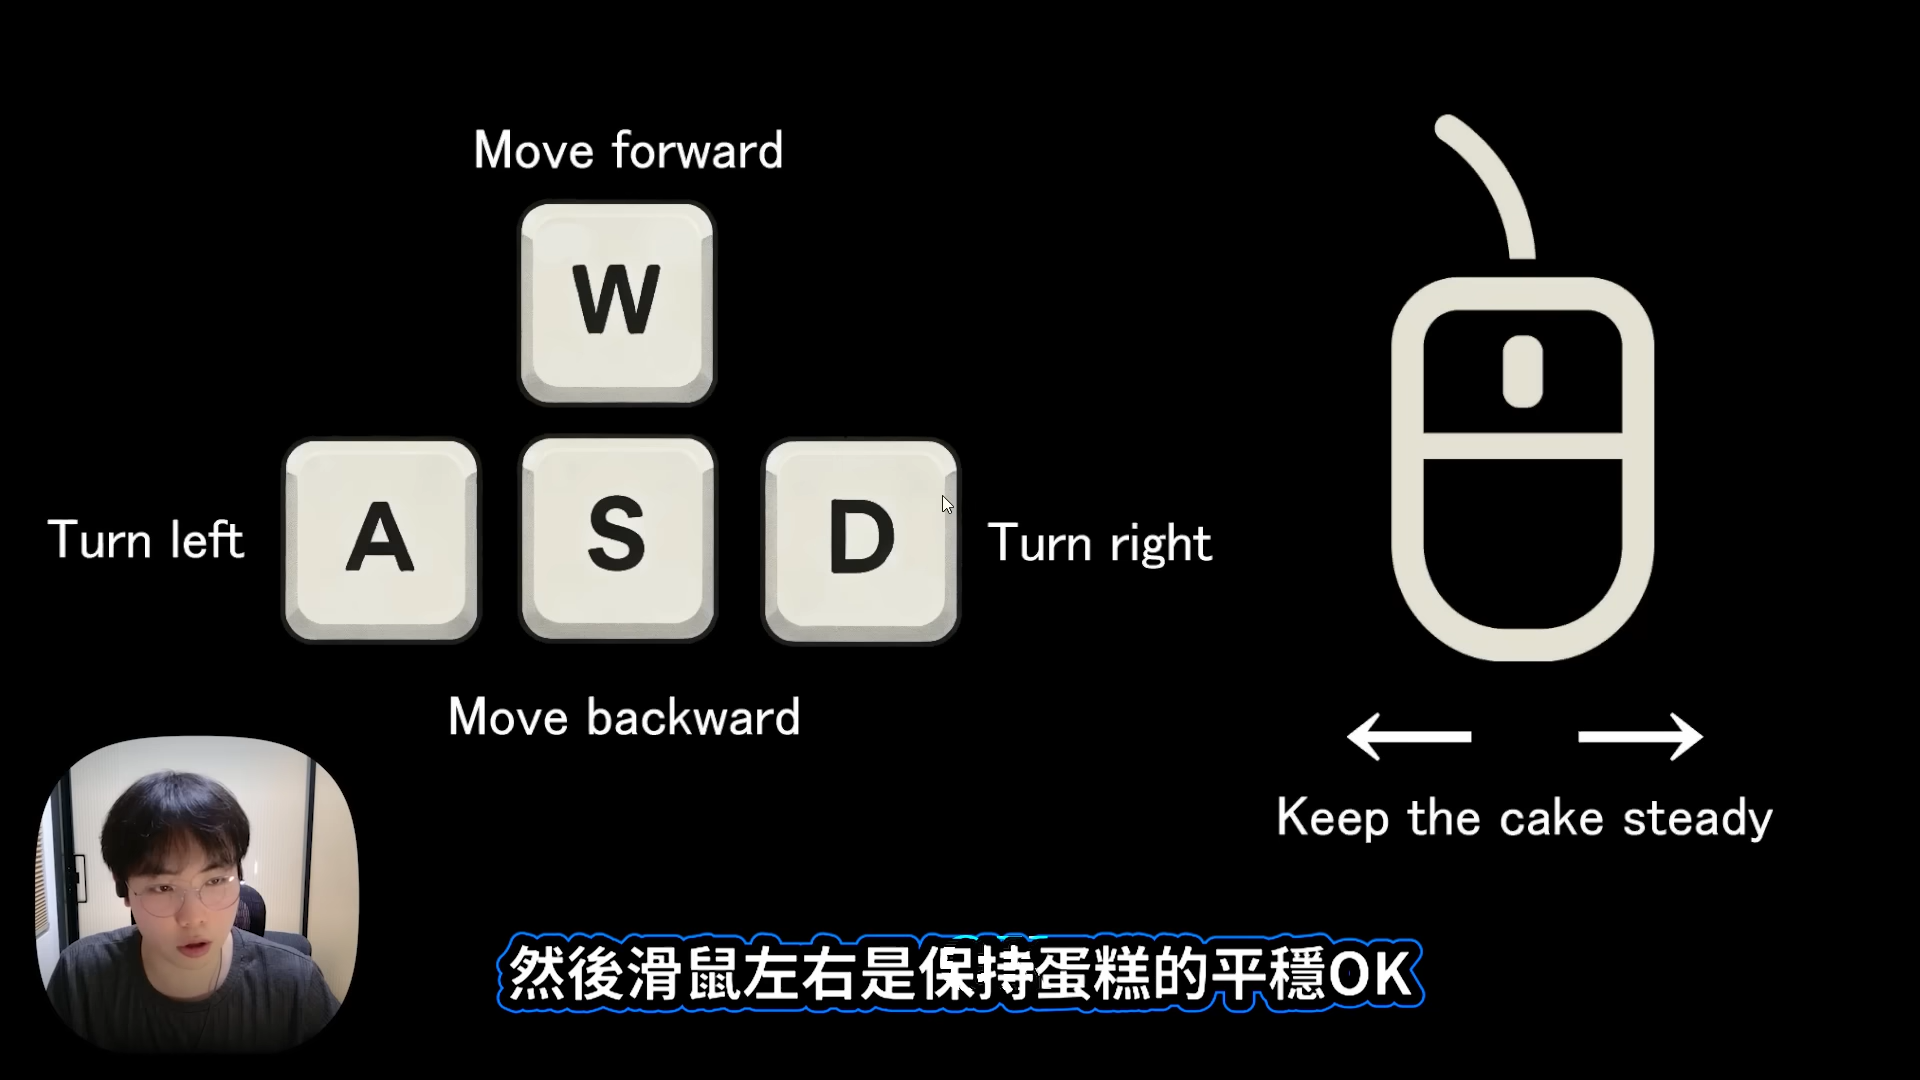 Move forward
W
Turn left
A
S
D
Turn right
Move backward
Keep the cake steady
然後滑鼠左右是保持蛋糕的平穩OK